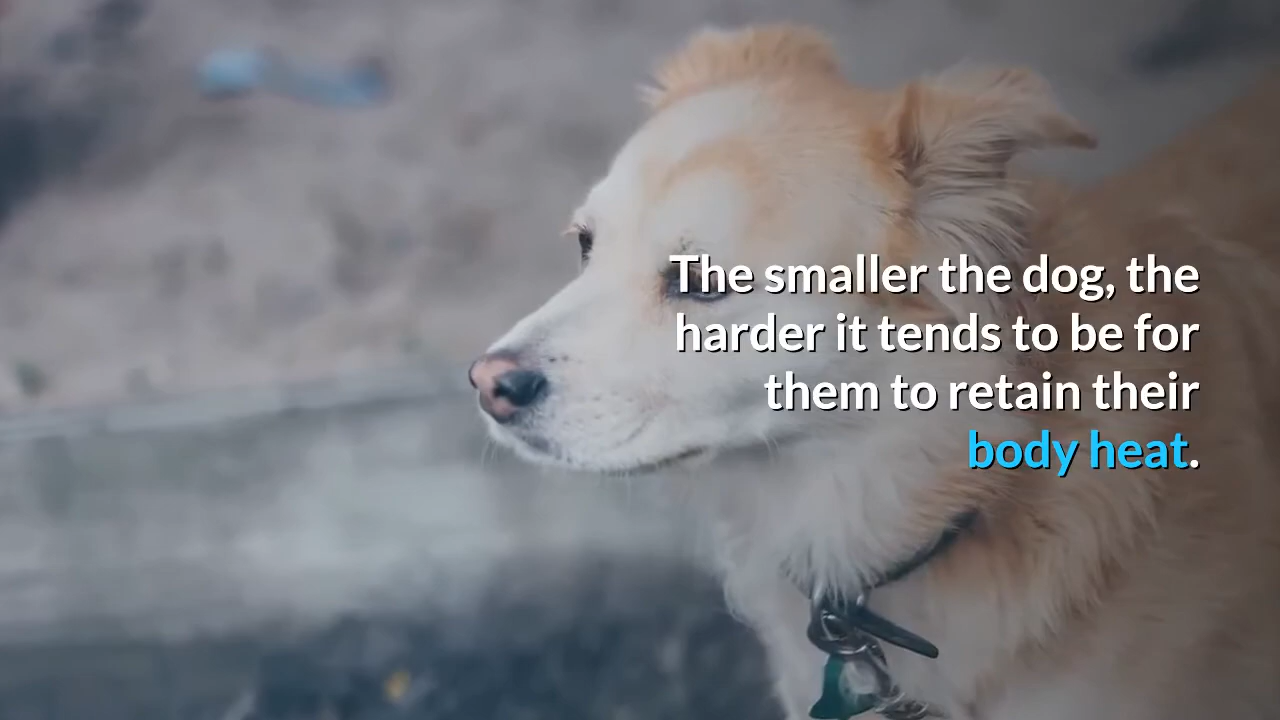 The smaller the dog, the
harder it tends to be for
them to retain their
body heat.